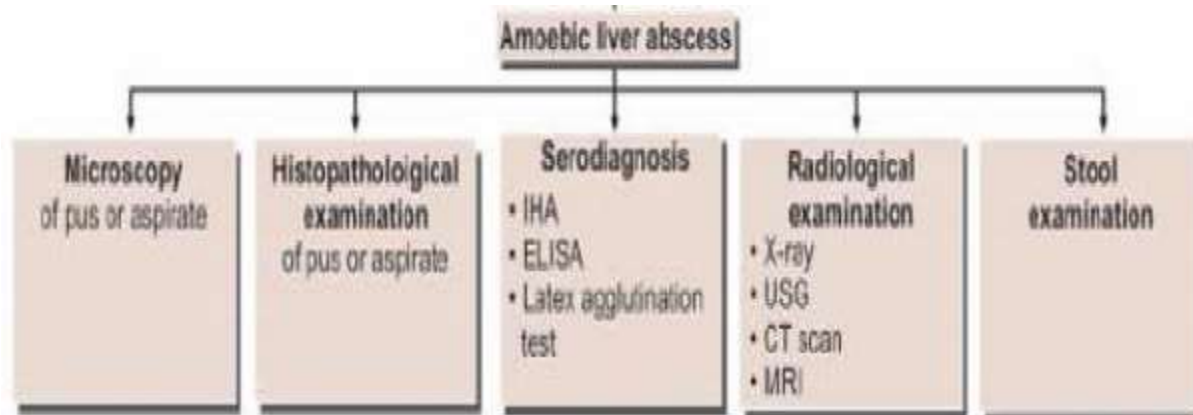 Amoebic liver abscess
Microscopy
of pus or aspirate
Histopatholoigical
examination
of pus or aspirate
Serodiagnosis
• IHA
• ELISA
• Latex agglutination
test
Radiological
examination
• X-ray
• USG
• CT scan
• MRI
Stool
examination